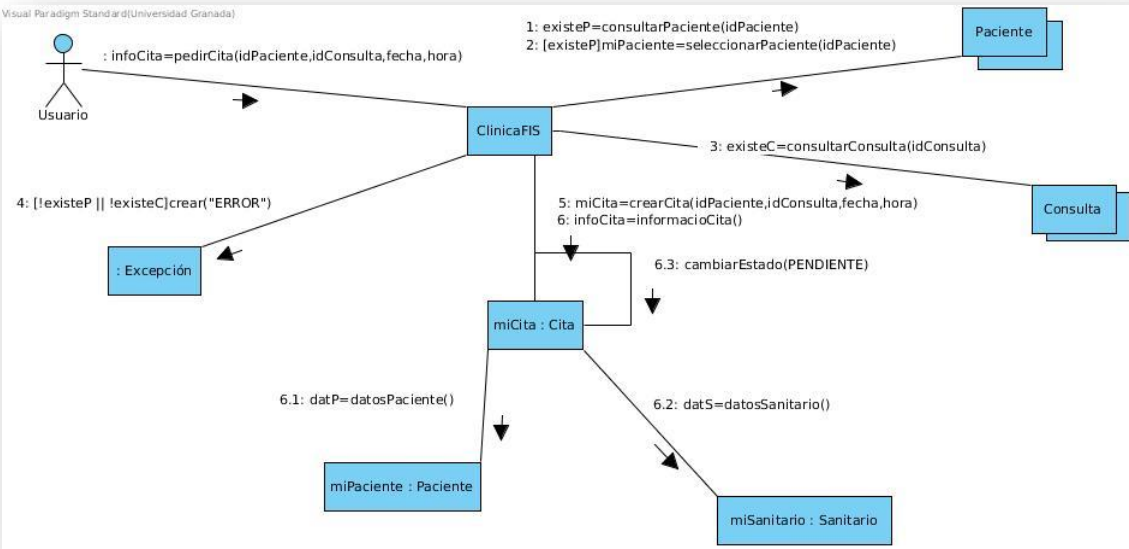 Visual Paradigm Standard(Universidad Granada)
1: existeP=consultarPaciente(idPaciente)
2: [existeP]miPaciente=seleccionarPaciente(idPaciente)
Paciente
: infoCita=pedirCita(idPaciente,idConsulta,fecha,hora)
Usuario
ClinicaFIS
3: existeC=consultarConsulta(idConsulta)
4: [!existeP || !existeC]crear("ERROR")
5: miCita=crearCita(idPaciente,idConsulta,fecha,hora)
6: infoCita=informacioCita()
Consulta
: Excepción
6.3: cambiarEstado(PENDIENTE)
miCita : Cita
6.1: datP=datosPaciente()
6.2: datS=datosSanitario()
miPaciente : Paciente
miSanitario : Sanitario